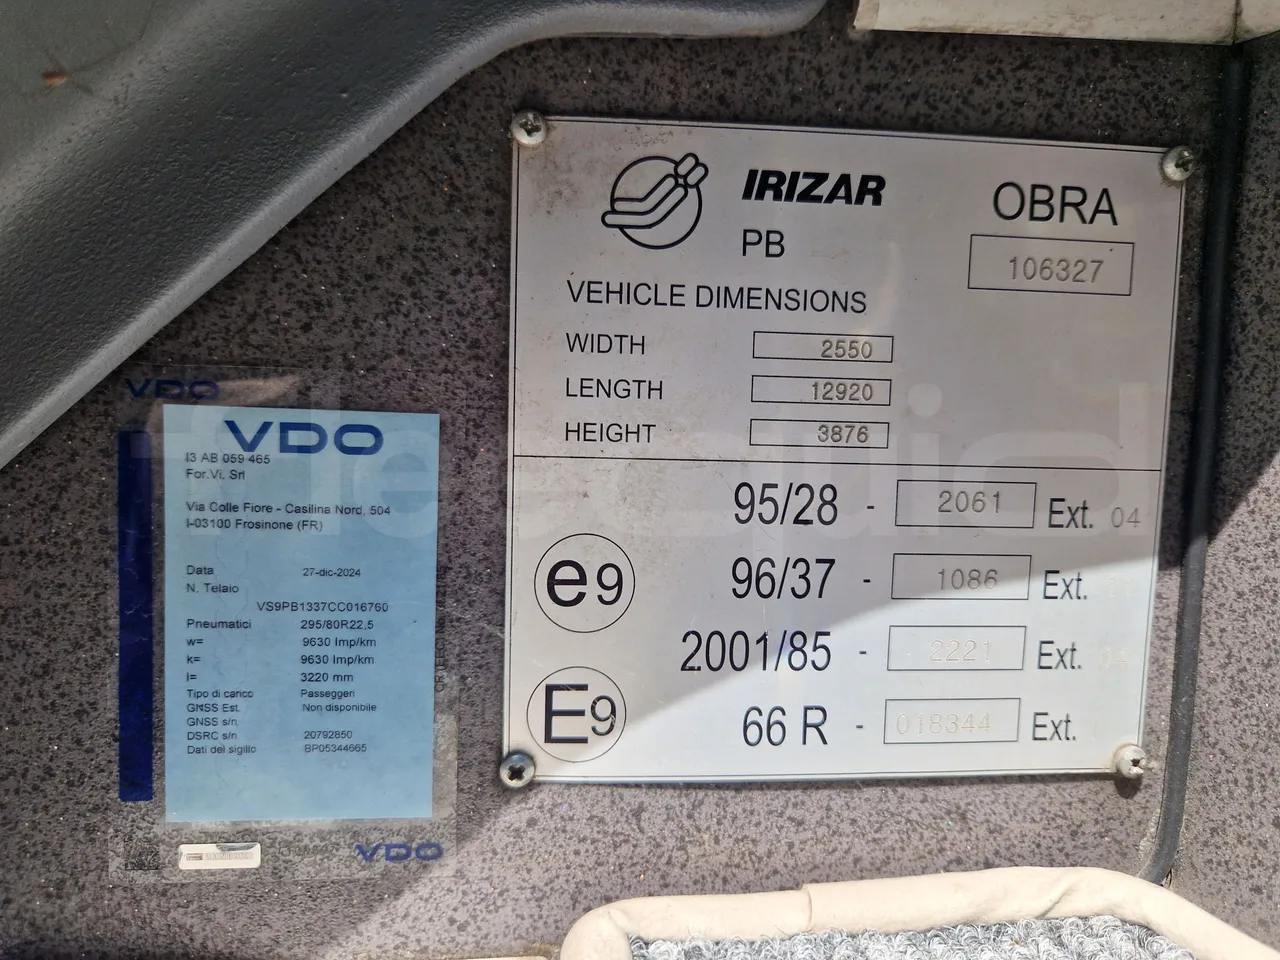 VDO
VDO
I3 AB 059 465
For.Vi. Srl
Via Colle Fiore - Casilina Nord, 504
I-03100 Frosinone (FR)
Data 27-dic-2024
N. Telaio
VS9PB1337CC016760
Pneumatici 295/80R22,5
w= 9630 Imp/km
k= 9630 Imp/km
l= 3220 mm
Tipo di carico Passeggeri
GNSS Est. Non disponibile
GNSS s/n
DSRC s/n 20792850
Dati del sigillo BP05344665
VDO
IRIZAR
PB
OBRA
106327
VEHICLE DIMENSIONS
WIDTH 2550
LENGTH 12920
HEIGHT 3876
95/28 - 2061 Ext. 04
e9 96/37 - 1086 Ext.
2001/85 - 2221 Ext.
E9 66 R - 018344 Ext.